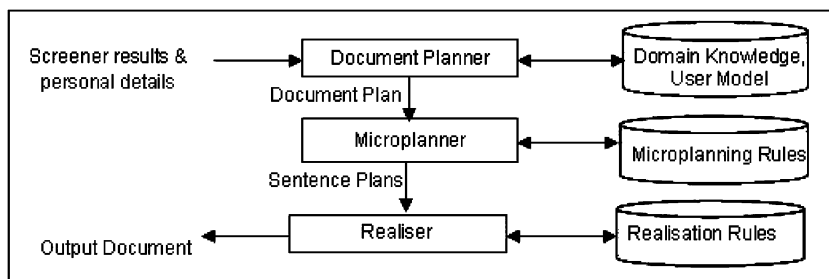 Screener results &
personal details
Document Planner
Domain Knowledge,
User Model
Document Plan
Microplanner
Microplanning Rules
Sentence Plans
Realiser
Realisation Rules
Output Document